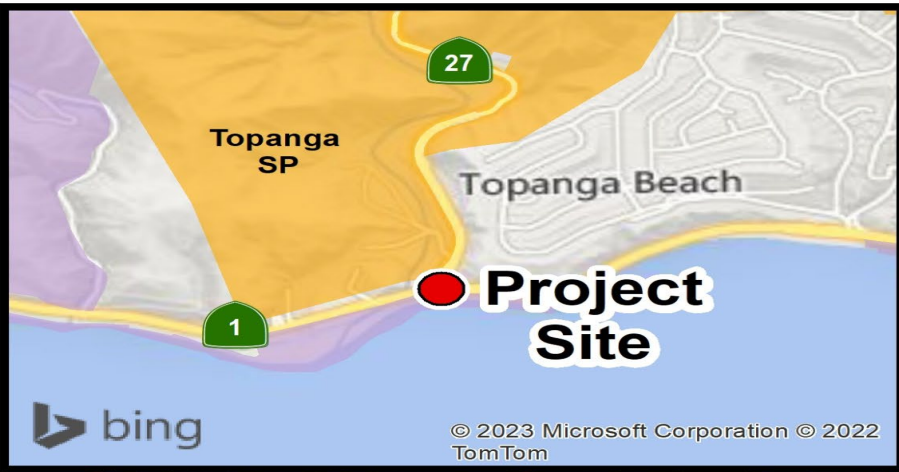 27
Topanga
SP
Topanga Beach
Project
Site
1
bing
© 2023 Microsoft Corporation © 2022
TomTom